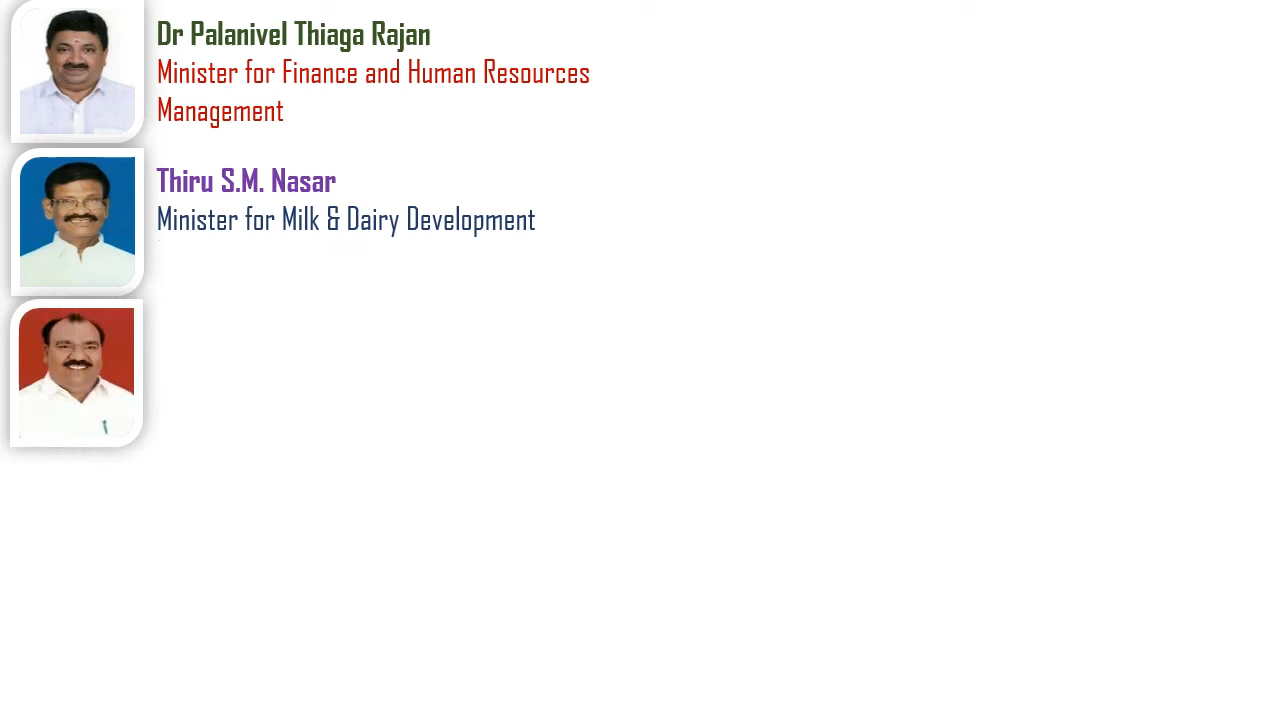 Dr Palanivel Thiaga Rajan
Minister for Finance and Human Resources
Management
Thiru S.M. Nasar
Minister for Milk & Dairy Development